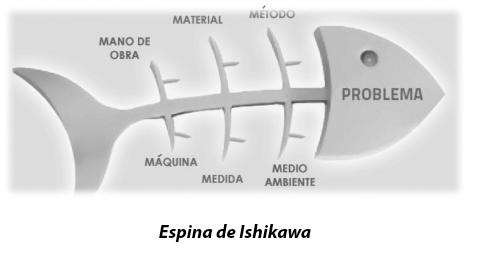 MÉTODO
MATERIAL
MANO DE
OBRA
PROBLEMA
MÁQUINA
MEDIDA
MEDIO
AMBIENTE
Espina de Ishikawa